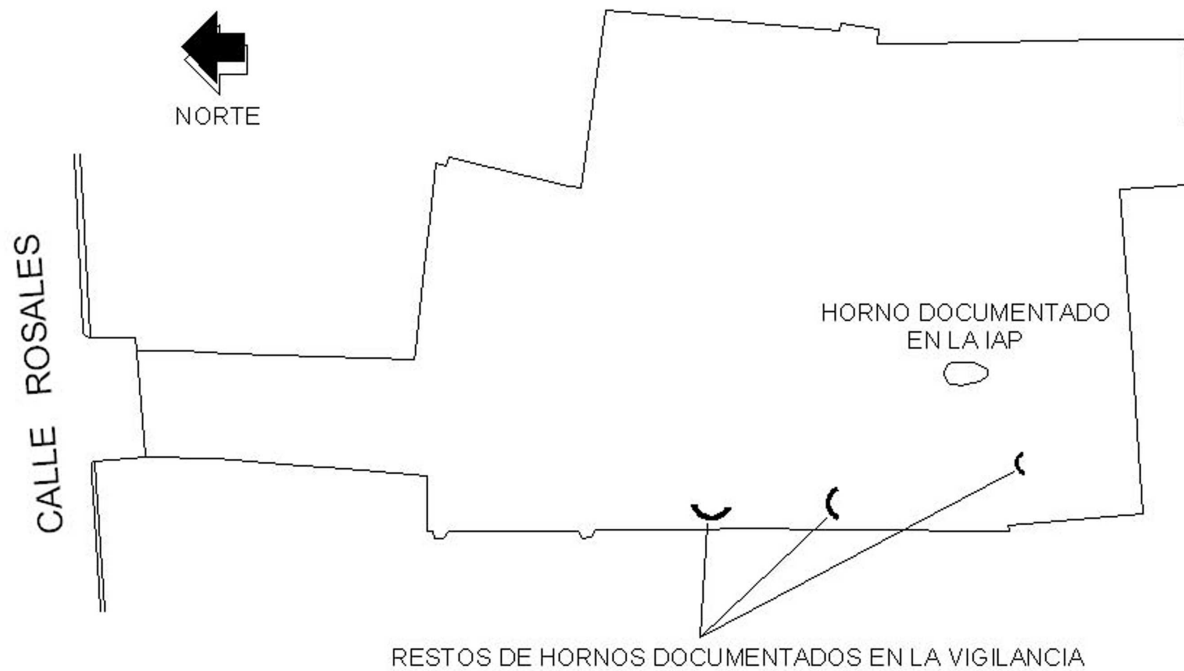 NORTE
CALLE ROSALES
HORNO DOCUMENTADO
EN LA IAP
RESTOS DE HORNOS DOCUMENTADOS EN LA VIGILANCIA